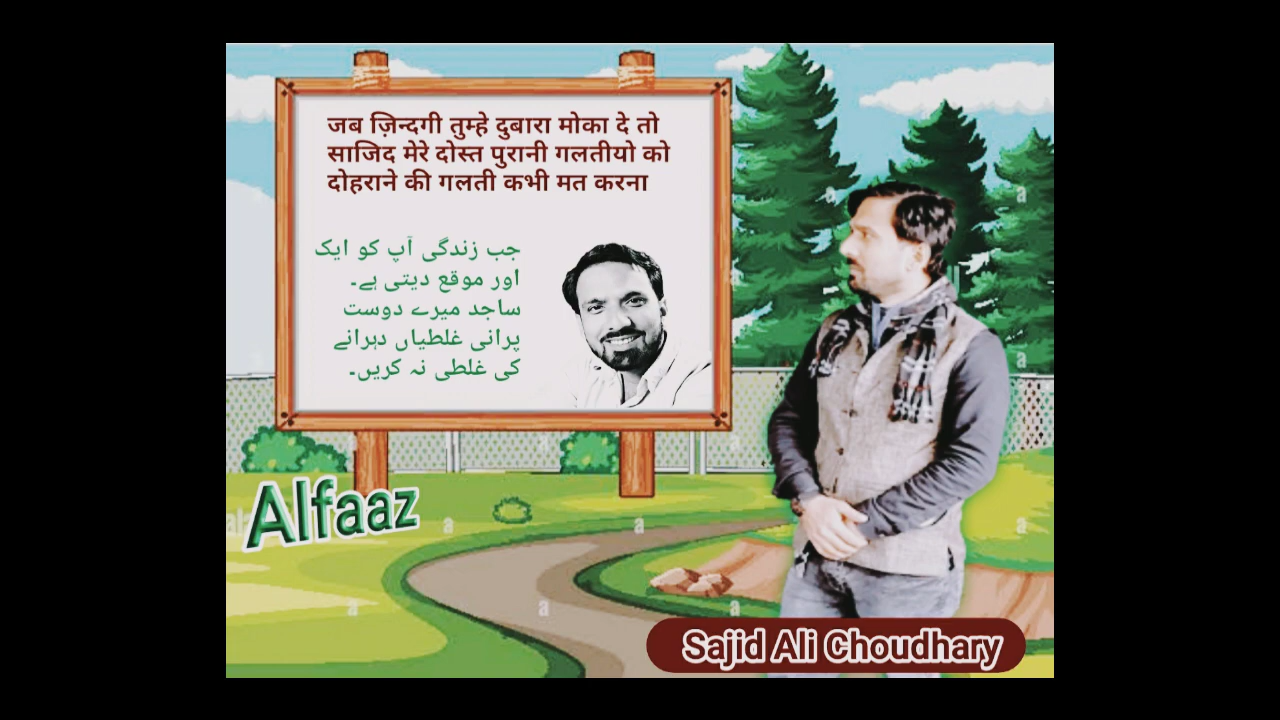 जब ज़िन्दगी तुम्हे दुबारा मोका दे तो
साजिद मेरे दोस्त पुरानी गलतीयो को
दोहराने की गलती कभी मत करना
جب زندگی آپ کو ایک
اور موقع دیتی ہے۔
ساجد میرے دوست
پرانی غلطیاں دہرانے
کی غلطی نہ کریں۔
Alfaaz
Sajid Ali Choudhary